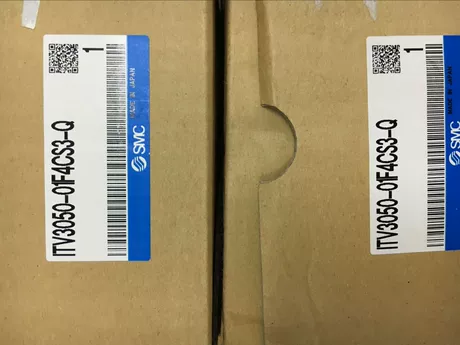 ITV3050-01F4CS3-Q
1
MADE IN JAPAN
SMC
ITV3050-01F4CS3-Q
1
MADE IN JAPAN
SMC